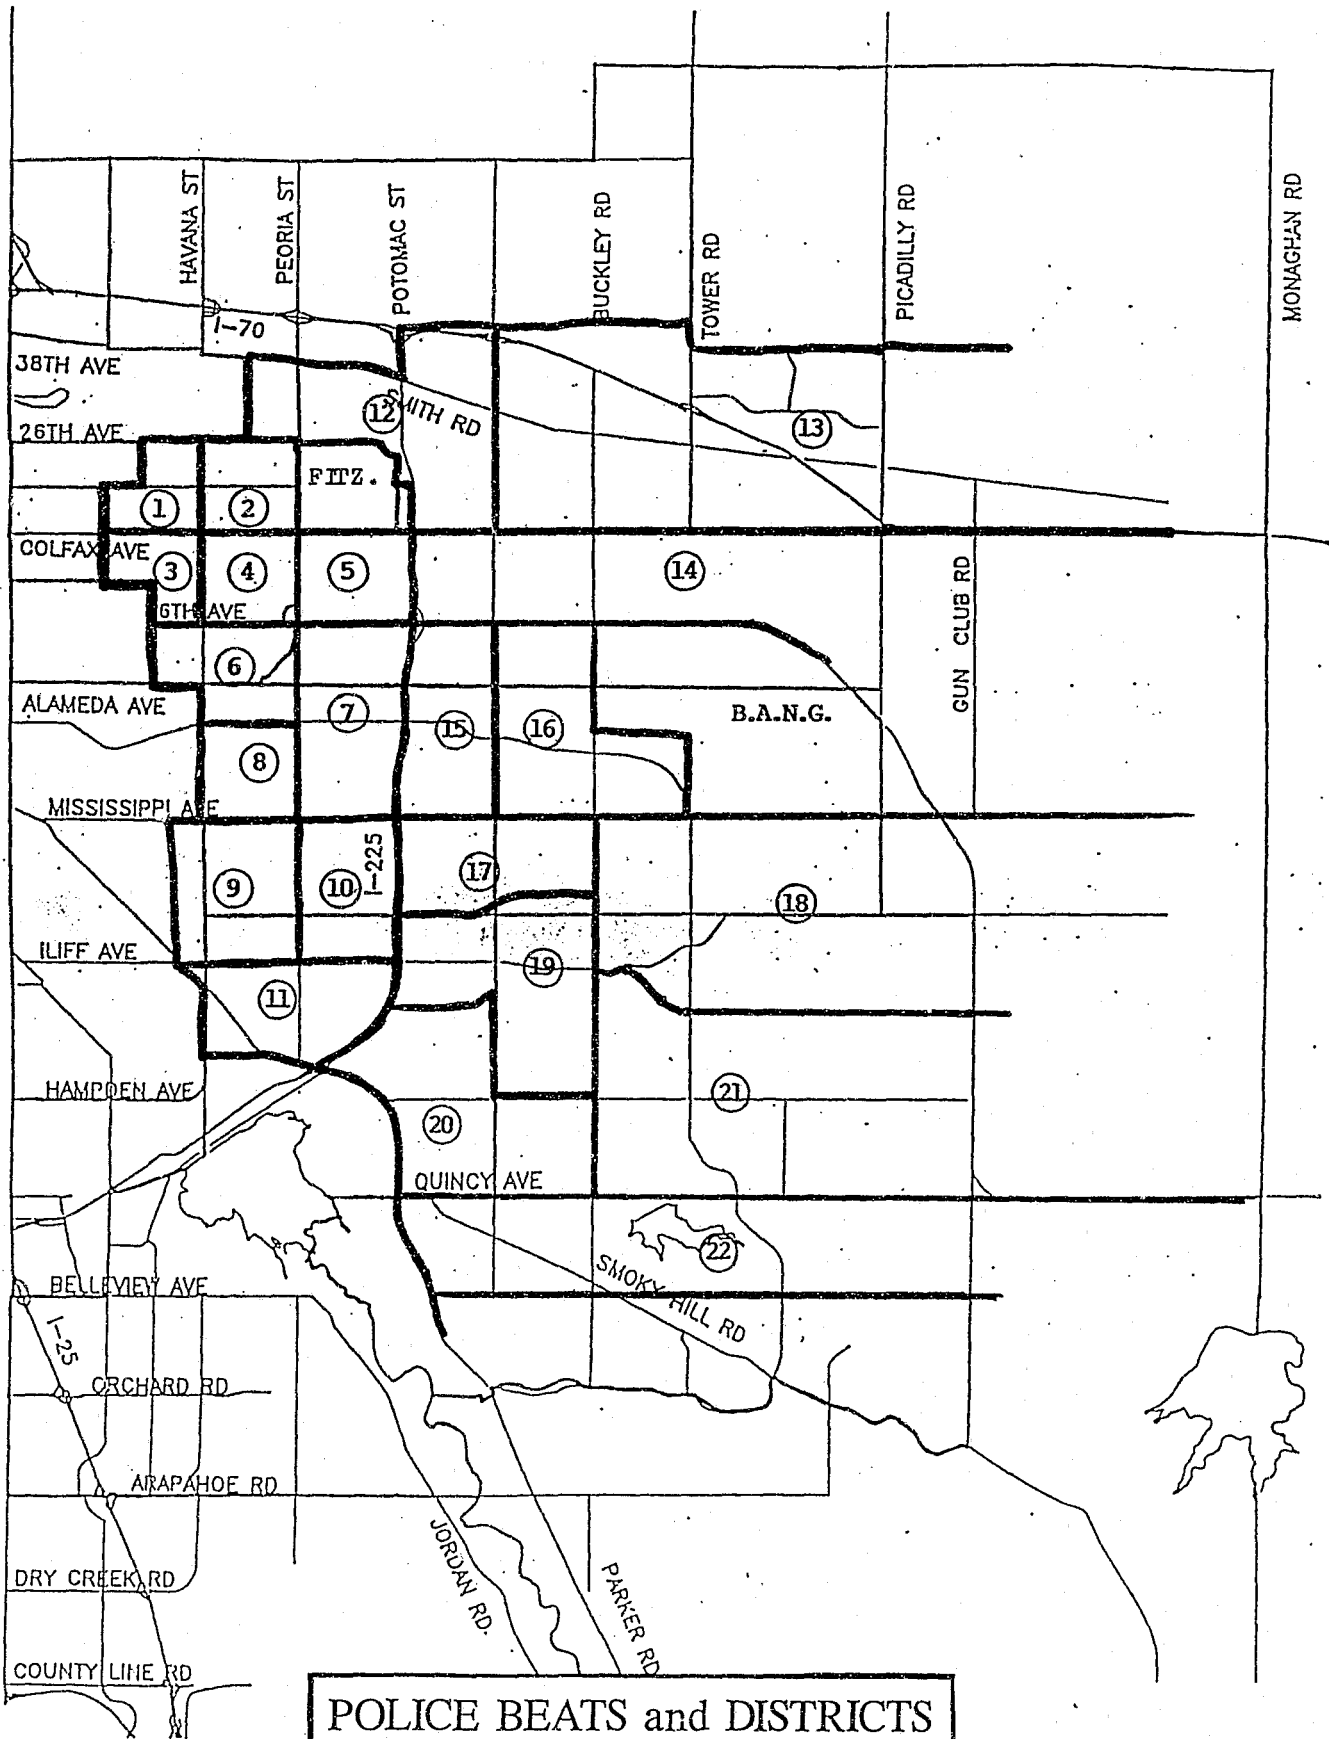 HAVANA ST
PEORIA ST
POTOMAC ST
BUCKLEY RD
TOWER RD
PICADILLY RD
MONAGHAN RD
I-70
38TH AVE
SMITH RD
12
13
26TH AVE
FITZ.
1
2
COLFAX AVE
3
4
5
14
6TH AVE
GUN CLUB RD
6
ALAMEDA AVE
7
15
16
B.A.N.G.
8
MISSISSIPPI AVE
I-225
9
10
17
18
ILIFF AVE
19
11
HAMPDEN AVE
21
20
QUINCY AVE
22
BELLEVIEW AVE
SMOKY HILL RD
I-25
ORCHARD RD
ARAPAHOE RD
JORDAN RD.
PARKER RD
DRY CREEK RD
COUNTY LINE RD
POLICE BEATS and DISTRICTS